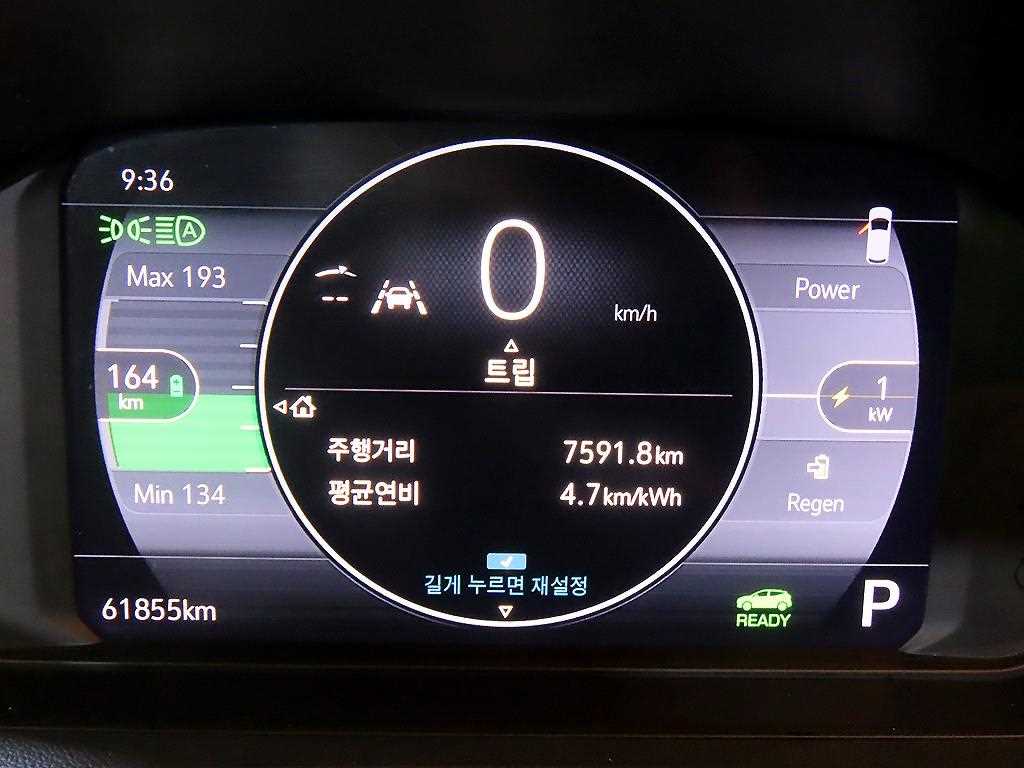 9:36
A
Max 193
0
km/h
Power
트립
164
km
1
kW
주행거리 7591.8km
평균연비 4.7km/kWh
Min 134
Regen
길게 누르면 재설정
61855km
READY
P